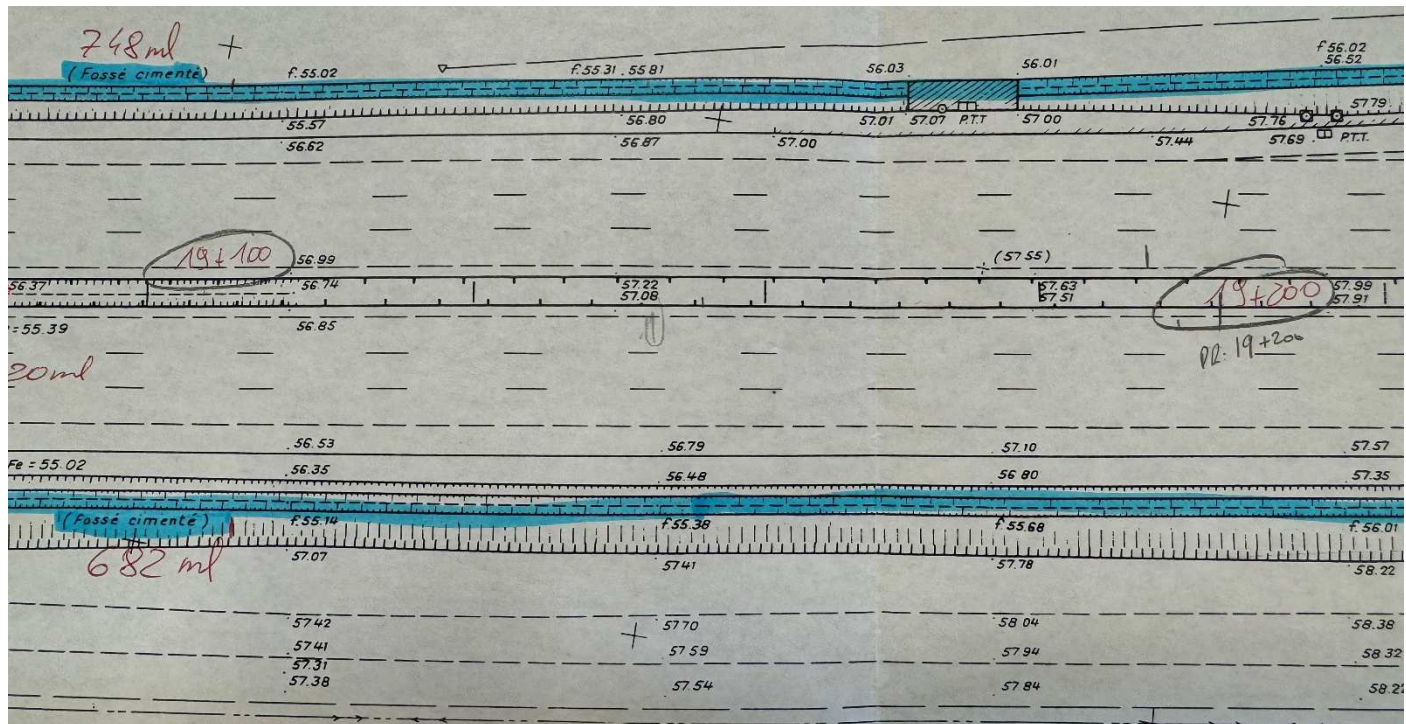 748ml
(Fossé cimenté) f.55.02 f.55 31 . 55 81 56.03 56.01 f 56.02
56.52
55.57 56.80 57.01 57.07 P.T.T 57 00 57.76 57.79
56.62 56.87 57.00 57.44 57.69 P.T.T.
19+100 56.99 (57 55)
56.37 56.74 57.22 57.63 19+200 57.99
57.08 57.51 57.91
= 55.39 56.85 PR: 19+200
20ml
56.53 56.79 57.10 57.57
Fe = 55.02 56.35 56.48 56 80 57.35
(Fossé cimenté) f.55.14 f.55.38 f.55.68 f.56.01
682 ml 57.07 57 41 57.78 58.22
57 42 57 70 58 04 58.38
57 41 57 59 57 94 58 32
57.31
57.38 57.54 57 84